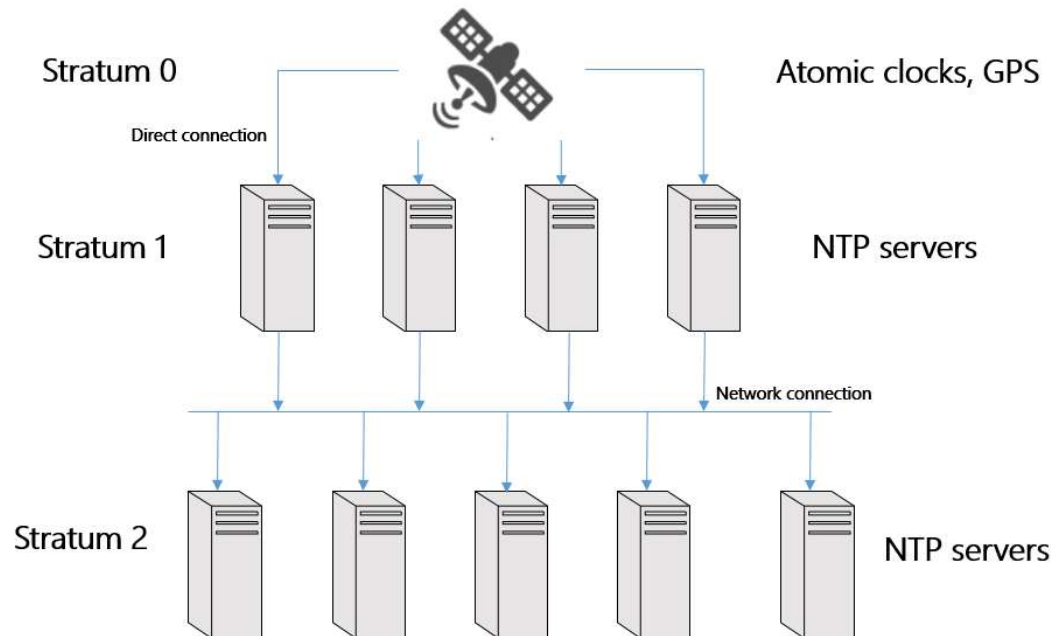 Stratum 0
Atomic clocks, GPS
Direct connection
Stratum 1
NTP servers
Network connection
Stratum 2
NTP servers